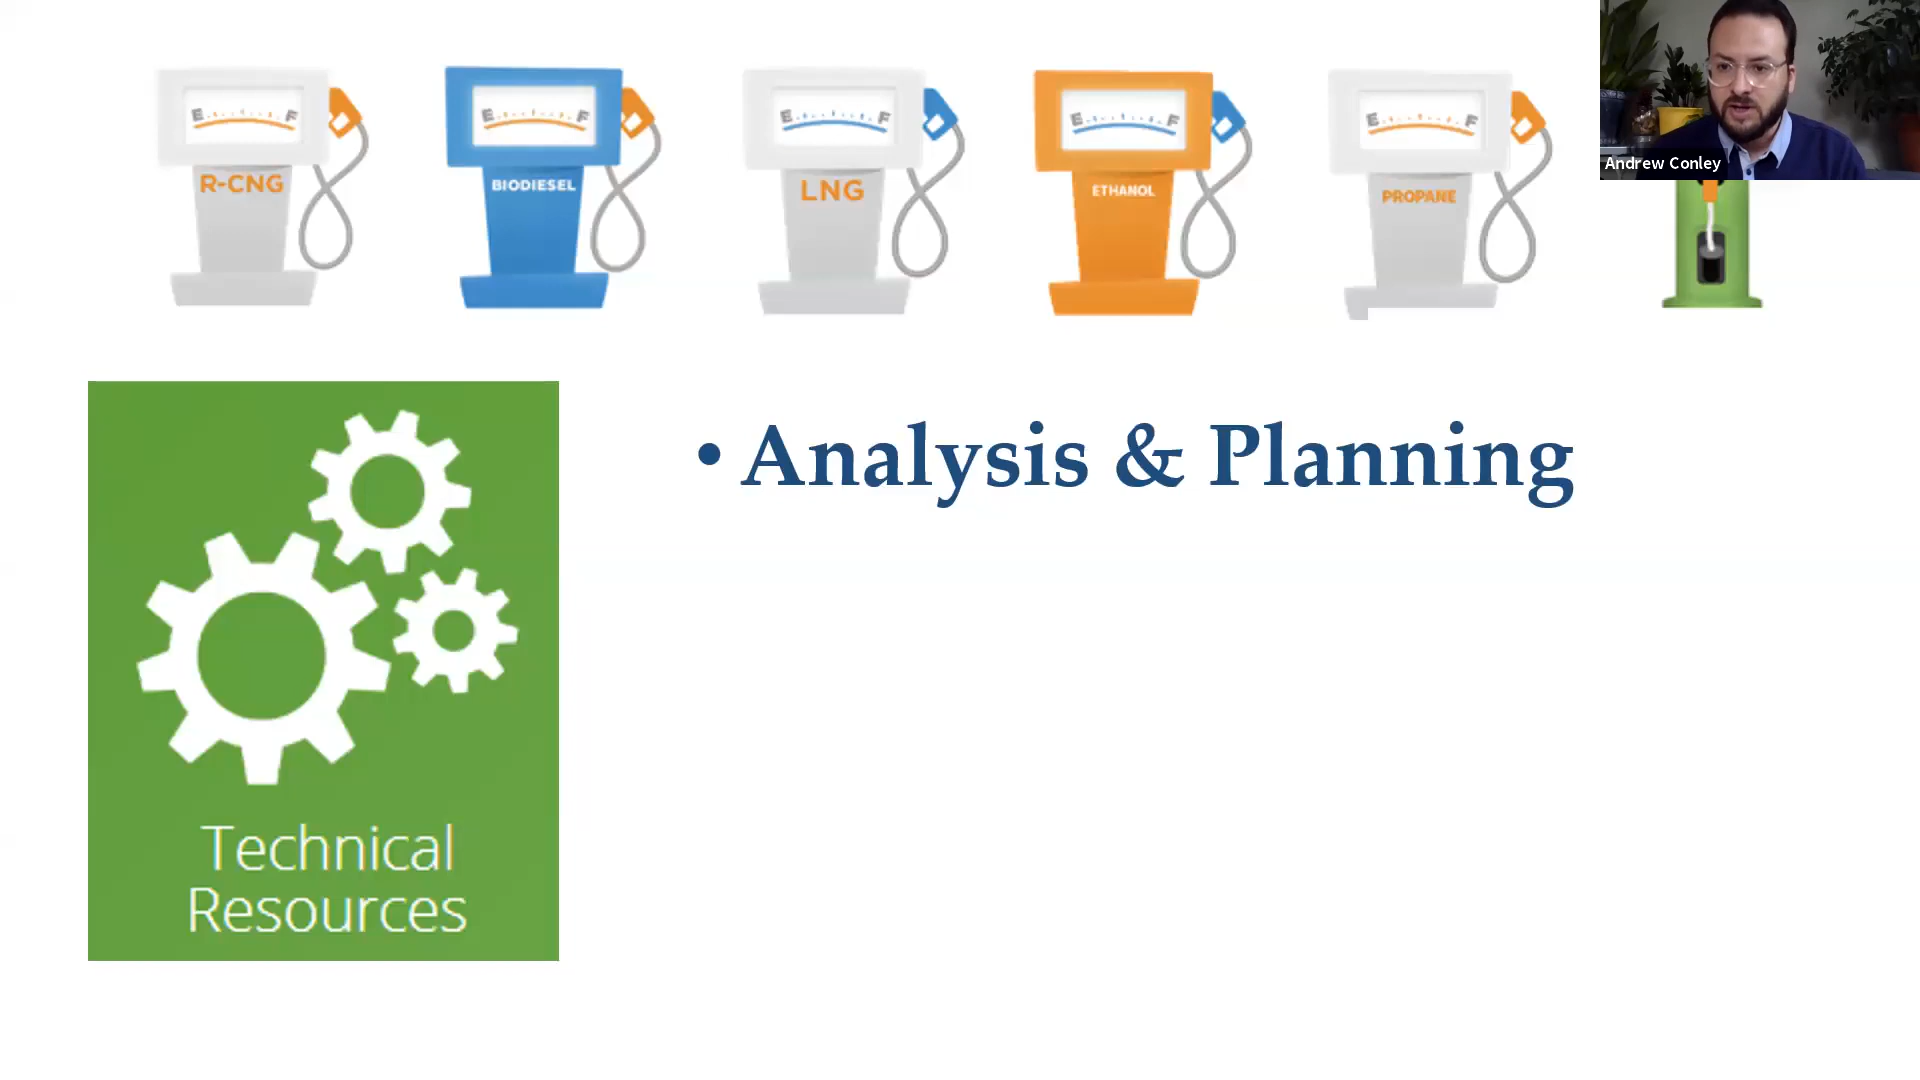 E F
E F
E F
E F
E F
R-CNG
BIODIESEL
LNG
ETHANOL
PROPANE
Andrew Conley
• Analysis & Planning
Technical
Resources